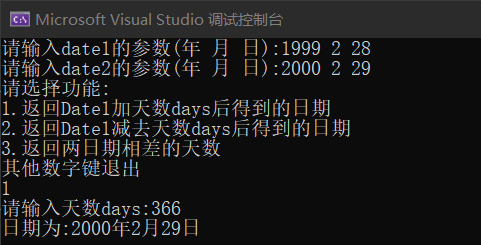 Microsoft Visual Studio 调试控制台
请输入date1的参数(年 月 日):1999 2 28
请输入date2的参数(年 月 日):2000 2 29
请选择功能:
1.返回Date1加天数days后得到的日期
2.返回Date1减去天数days后得到的日期
3.返回两日期相差的天数
其他数字键退出
1
请输入天数days:366
日期为:2000年2月29日